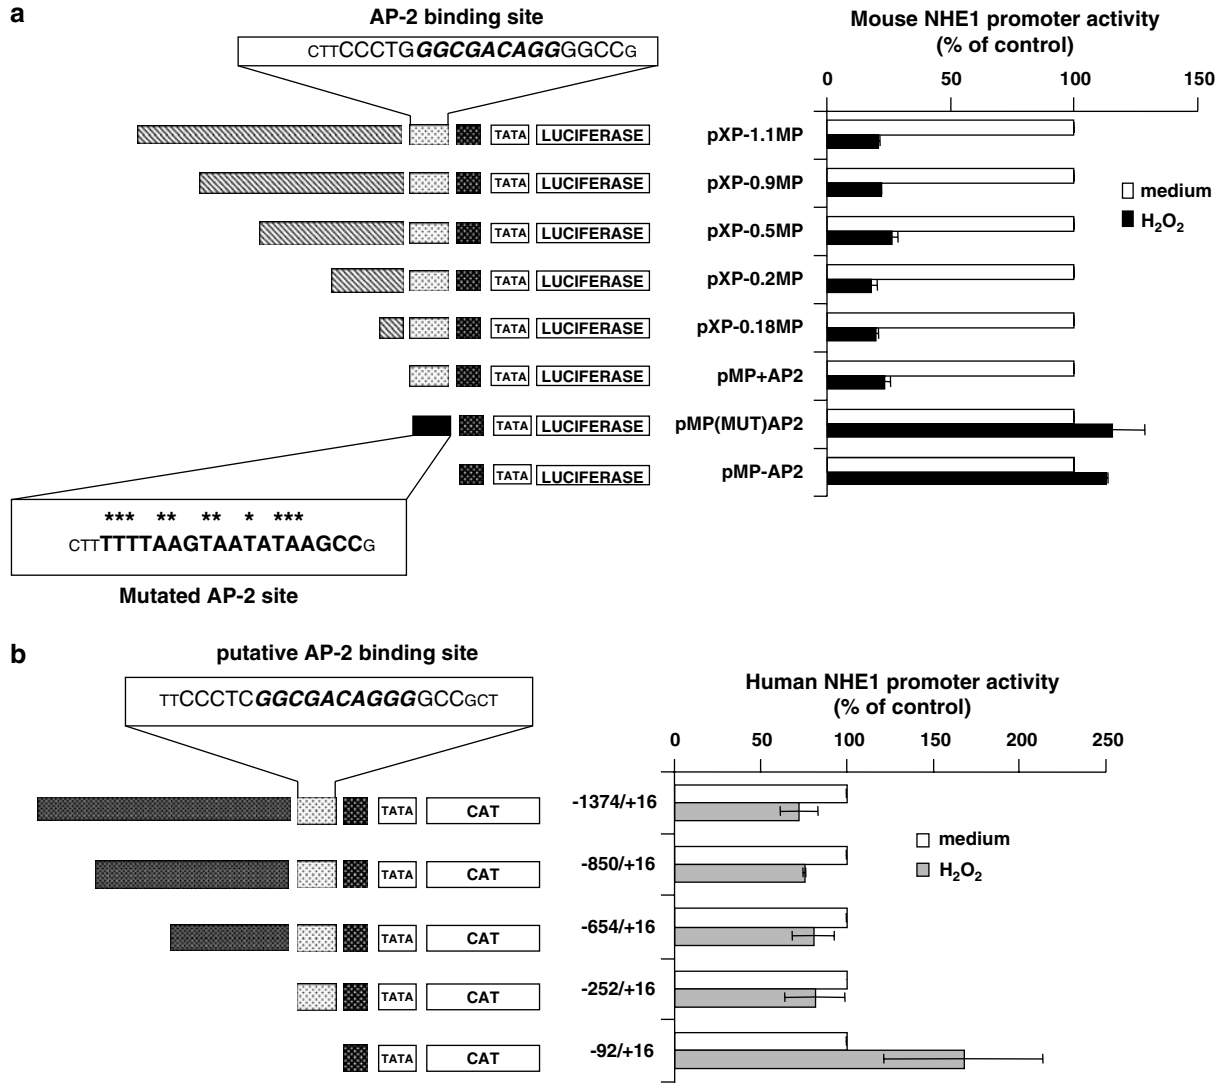 a
AP-2 binding site
CTTCCCTGGGCGACAGGGGCCG
Mouse NHE1 promoter activity
(% of control)
0 50 100 150
TATA LUCIFERASE pXP-1.1MP
TATA LUCIFERASE pXP-0.9MP
medium
H2O2
TATA LUCIFERASE pXP-0.5MP
TATA LUCIFERASE pXP-0.2MP
TATA LUCIFERASE pXP-0.18MP
TATA LUCIFERASE pMP+AP2
TATA LUCIFERASE pMP(MUT)AP2
TATA LUCIFERASE pMP-AP2
*** ** ** * ***
CTTTTTTAAGTAATATAAGCCG
Mutated AP-2 site
b
putative AP-2 binding site
TTCCCTCGGCGACAGGGGCCGCT
Human NHE1 promoter activity
(% of control)
0 50 100 150 200 250
TATA CAT -1374/+16
medium
H2O2
TATA CAT -850/+16
TATA CAT -654/+16
TATA CAT -252/+16
TATA CAT -92/+16